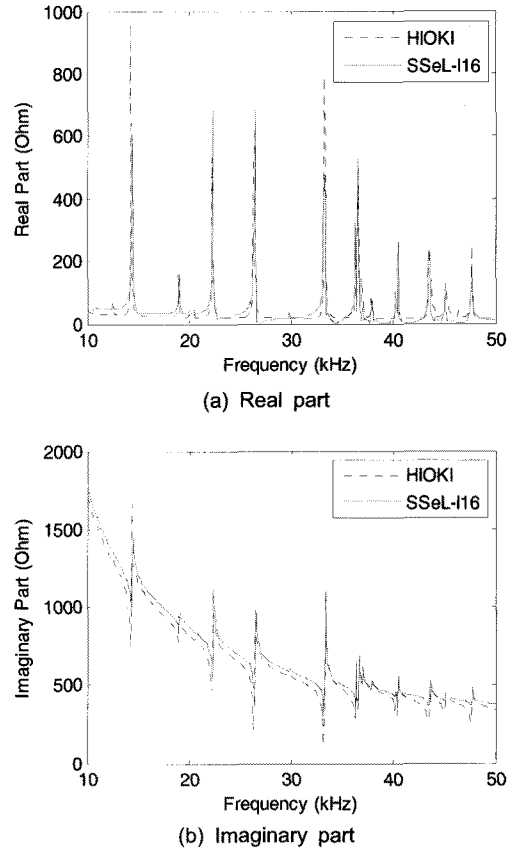 1000
800
600
400
200
0
Real Part (Ohm)
HIOKI
SSeL-I16
10 20 30 40 50
Frequency (kHz)
(a) Real part
2000
1500
1000
500
0
Imaginary Part (Ohm)
HIOKI
SSeL-I16
10 20 30 40 50
Frequency (kHz)
(b) Imaginary part